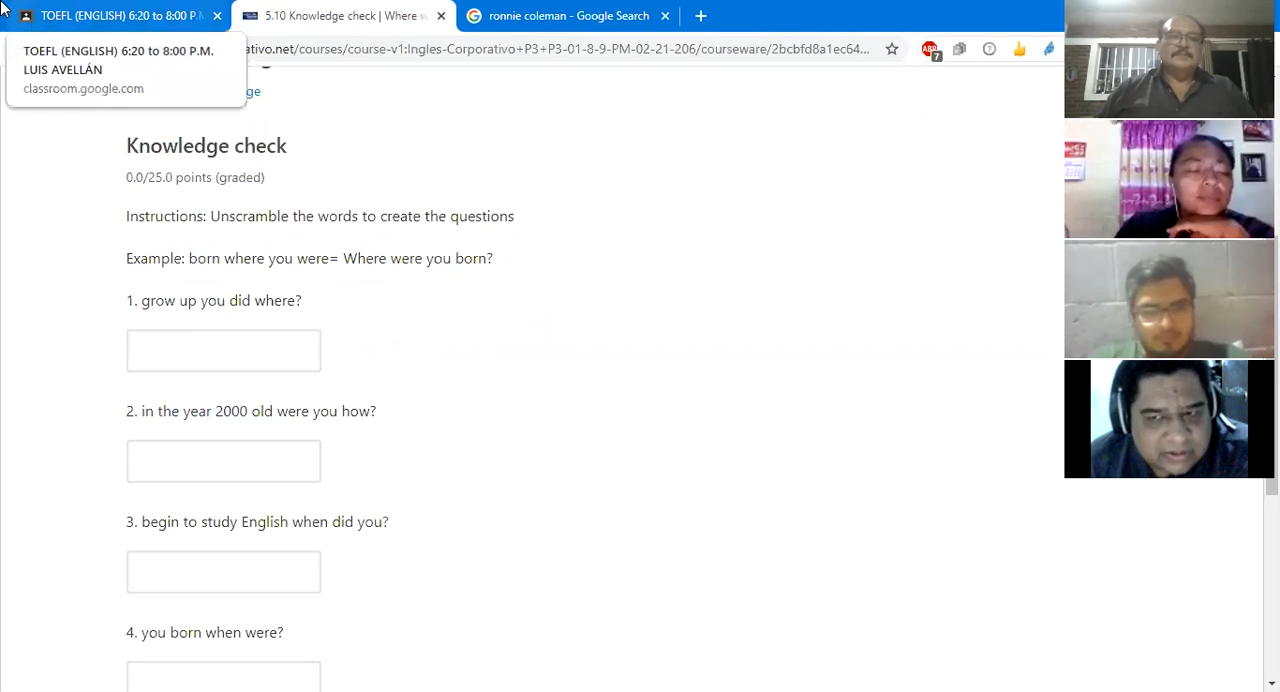 TOEFL (ENGLISH) 6:20 to 8:00 P.M.
5.10 Knowledge check | Where w
ronnie coleman - Google Search
TOEFL (ENGLISH) 6:20 to 8:00 P.M.
LUIS AVELLÁN
classroom.google.com
ativo.net/courses/course-v1:Ingles-Corporativo+P3+P3-01-8-9-PM-02-21-206/courseware/2bcbfd8a1ec64...
ABP
7
ge
Knowledge check
0.0/25.0 points (graded)
Instructions: Unscramble the words to create the questions
Example: born where you were= Where were you born?
1. grow up you did where?
2. in the year 2000 old were you how?
3. begin to study English when did you?
4. you born when were?